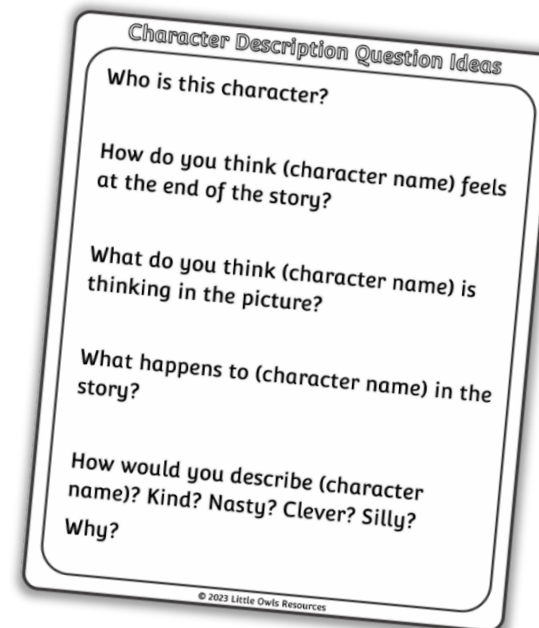 Character Description Question Ideas
Who is this character?
How do you think (character name) feels
at the end of the story?
What do you think (character name) is
thinking in the picture?
What happens to (character name) in the
story?
How would you describe (character
name)? Kind? Nasty? Clever? Silly?
Why?
© 2023 Little Owls Resources